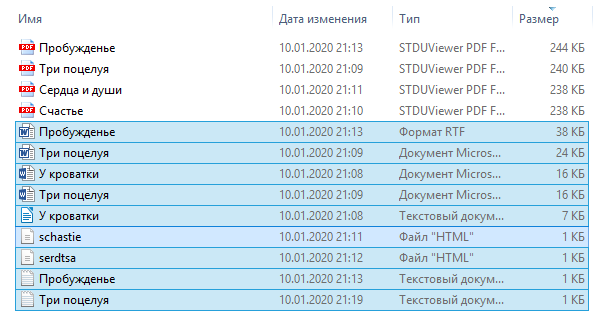 Имя Дата изменения Тип Размер
PDF Пробужденье 10.01.2020 21:13 STDUViewer PDF F... 244 КБ
PDF Три поцелуя 10.01.2020 21:09 STDUViewer PDF F... 240 КБ
PDF Сердца и души 10.01.2020 21:11 STDUViewer PDF F... 238 КБ
PDF Счастье 10.01.2020 21:10 STDUViewer PDF F... 238 КБ
W Пробужденье 10.01.2020 21:13 Формат RTF 38 КБ
W Три поцелуя 10.01.2020 21:09 Документ Micros... 24 КБ
W У кроватки 10.01.2020 21:08 Документ Micros... 16 КБ
W Три поцелуя 10.01.2020 21:09 Документ Micros... 16 КБ
У кроватки 10.01.2020 21:08 Текстовый докум... 7 КБ
schastie 10.01.2020 21:11 Файл "HTML" 1 КБ
serdtsa 10.01.2020 21:12 Файл "HTML" 1 КБ
Пробужденье 10.01.2020 21:13 Текстовый докум... 1 КБ
Три поцелуя 10.01.2020 21:19 Текстовый докум... 1 КБ